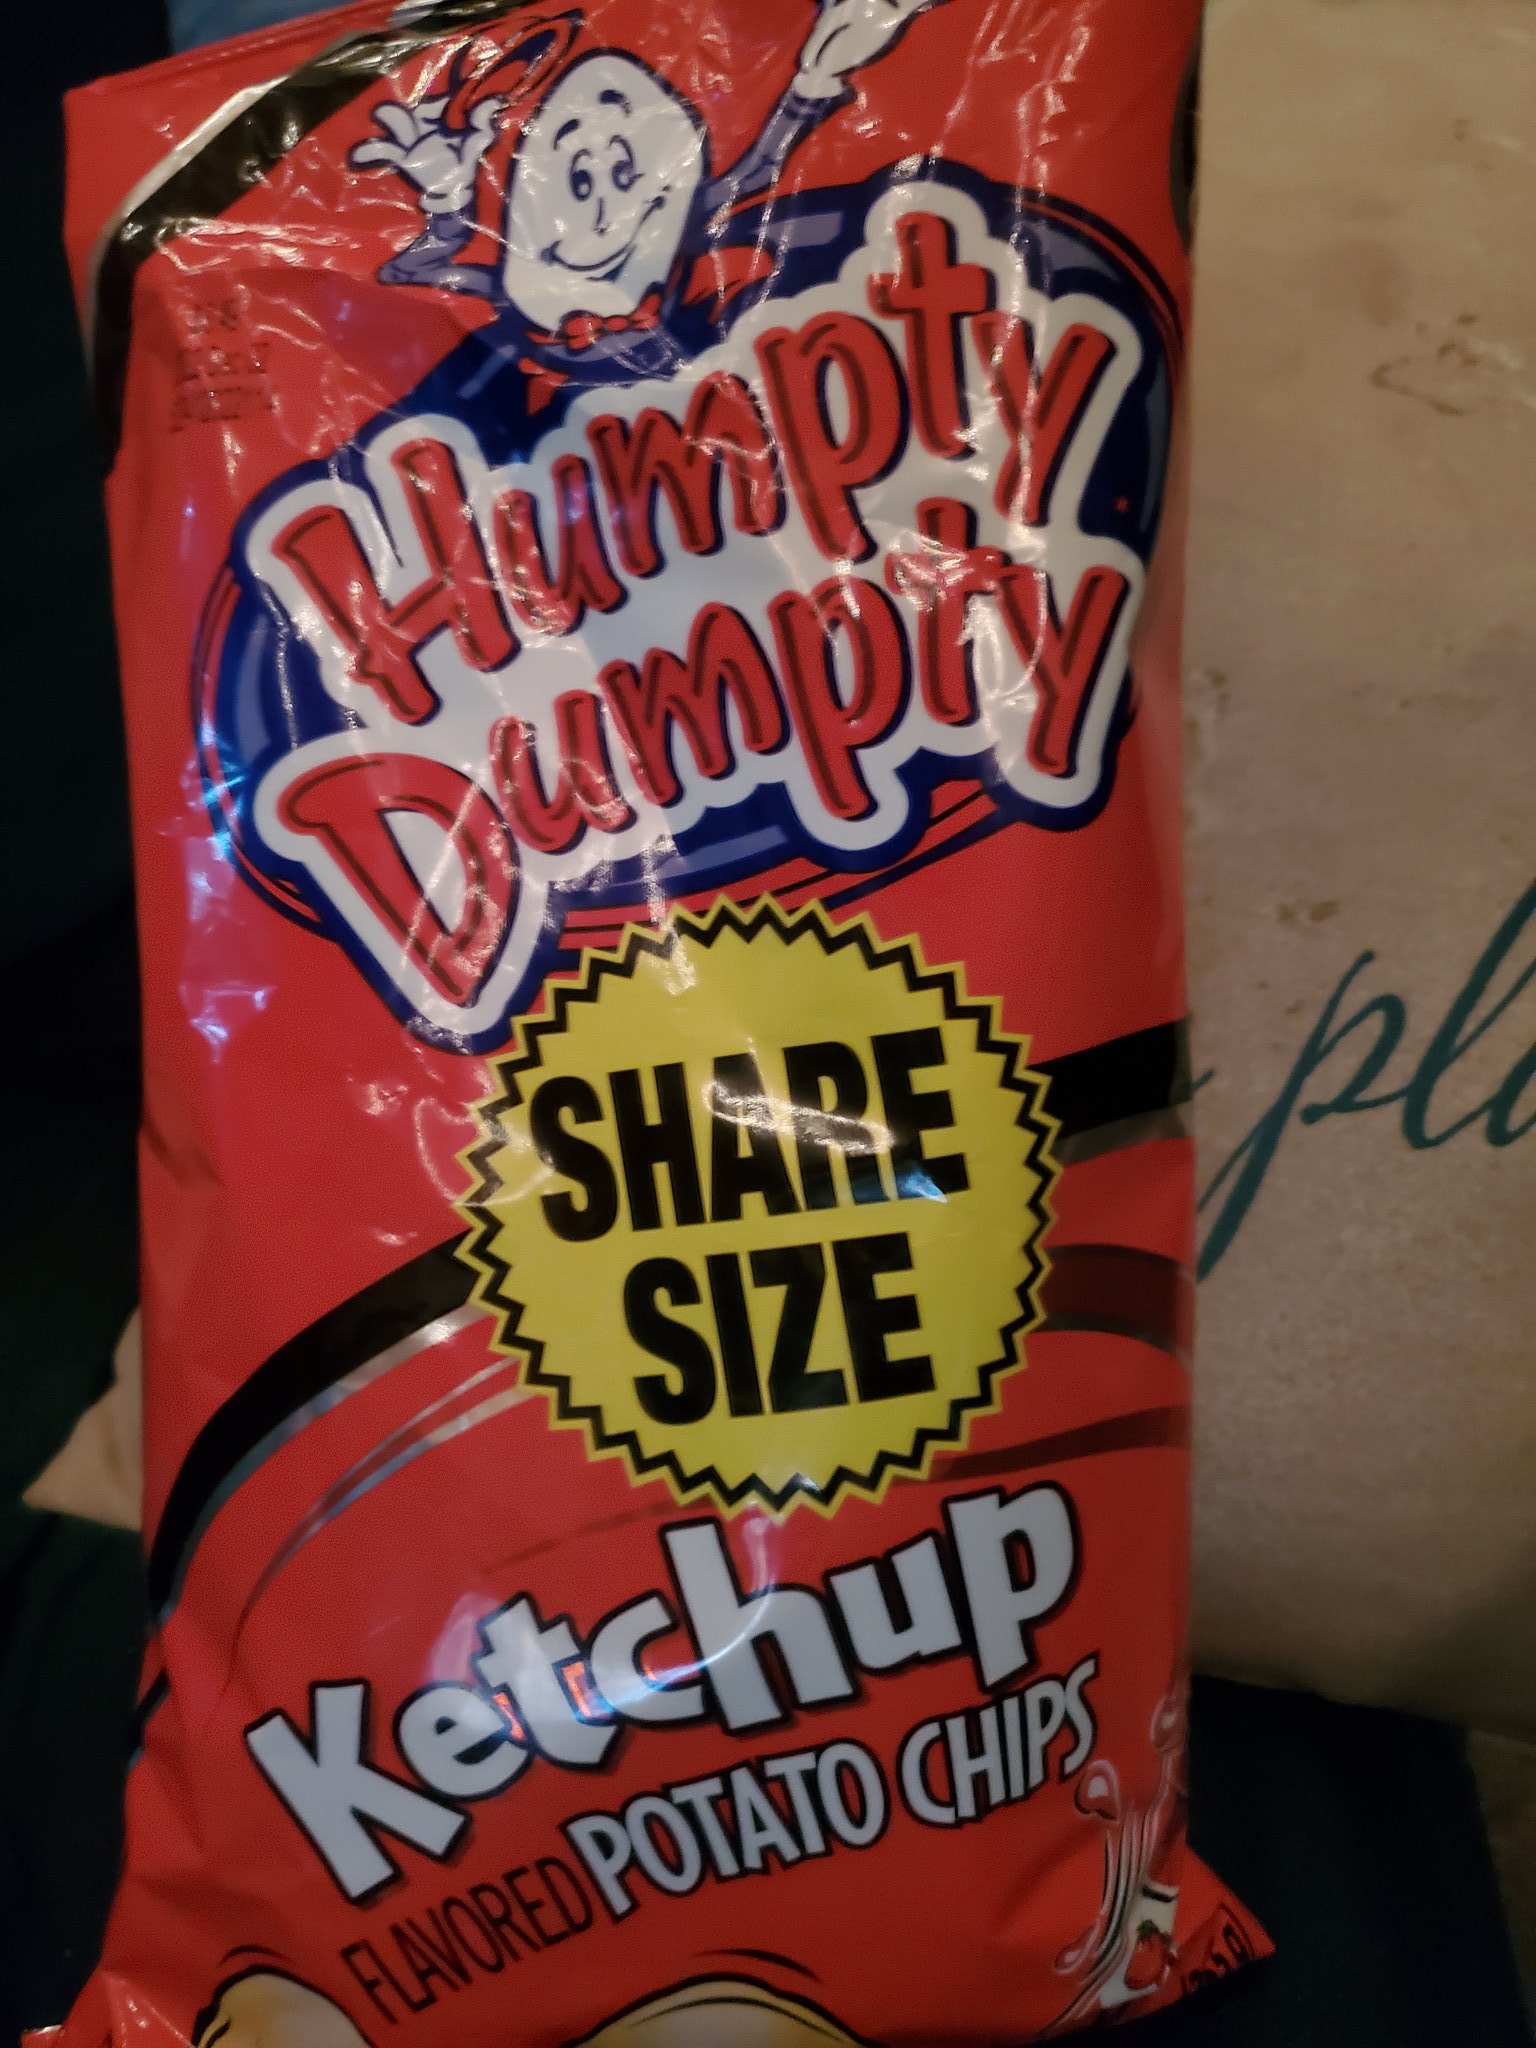 Humpty
Dumpty
SHARE
SIZE
Ketchup
FLAVORED POTATO CHIPS